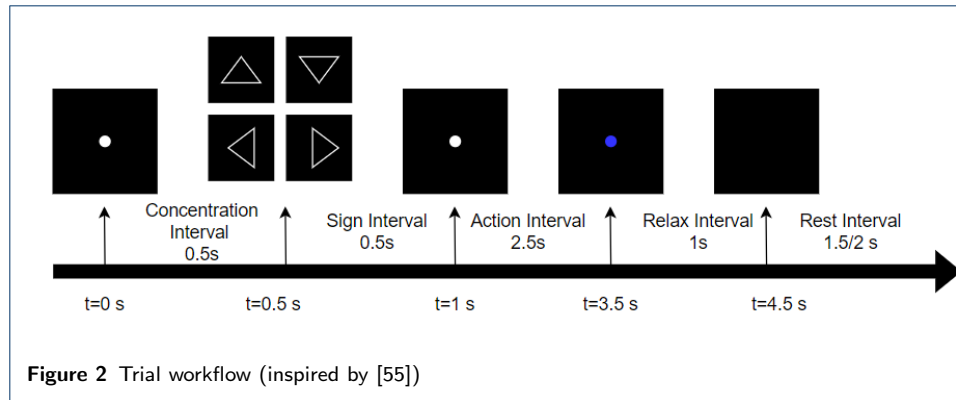 Concentration
Interval
0.5s
Sign Interval
0.5s
Action Interval
2.5s
Relax Interval
1s
Rest Interval
1.5/2 s
t=0 s
t=0.5 s
t=1 s
t=3.5 s
t=4.5 s
Figure 2 Trial workflow (inspired by [55])